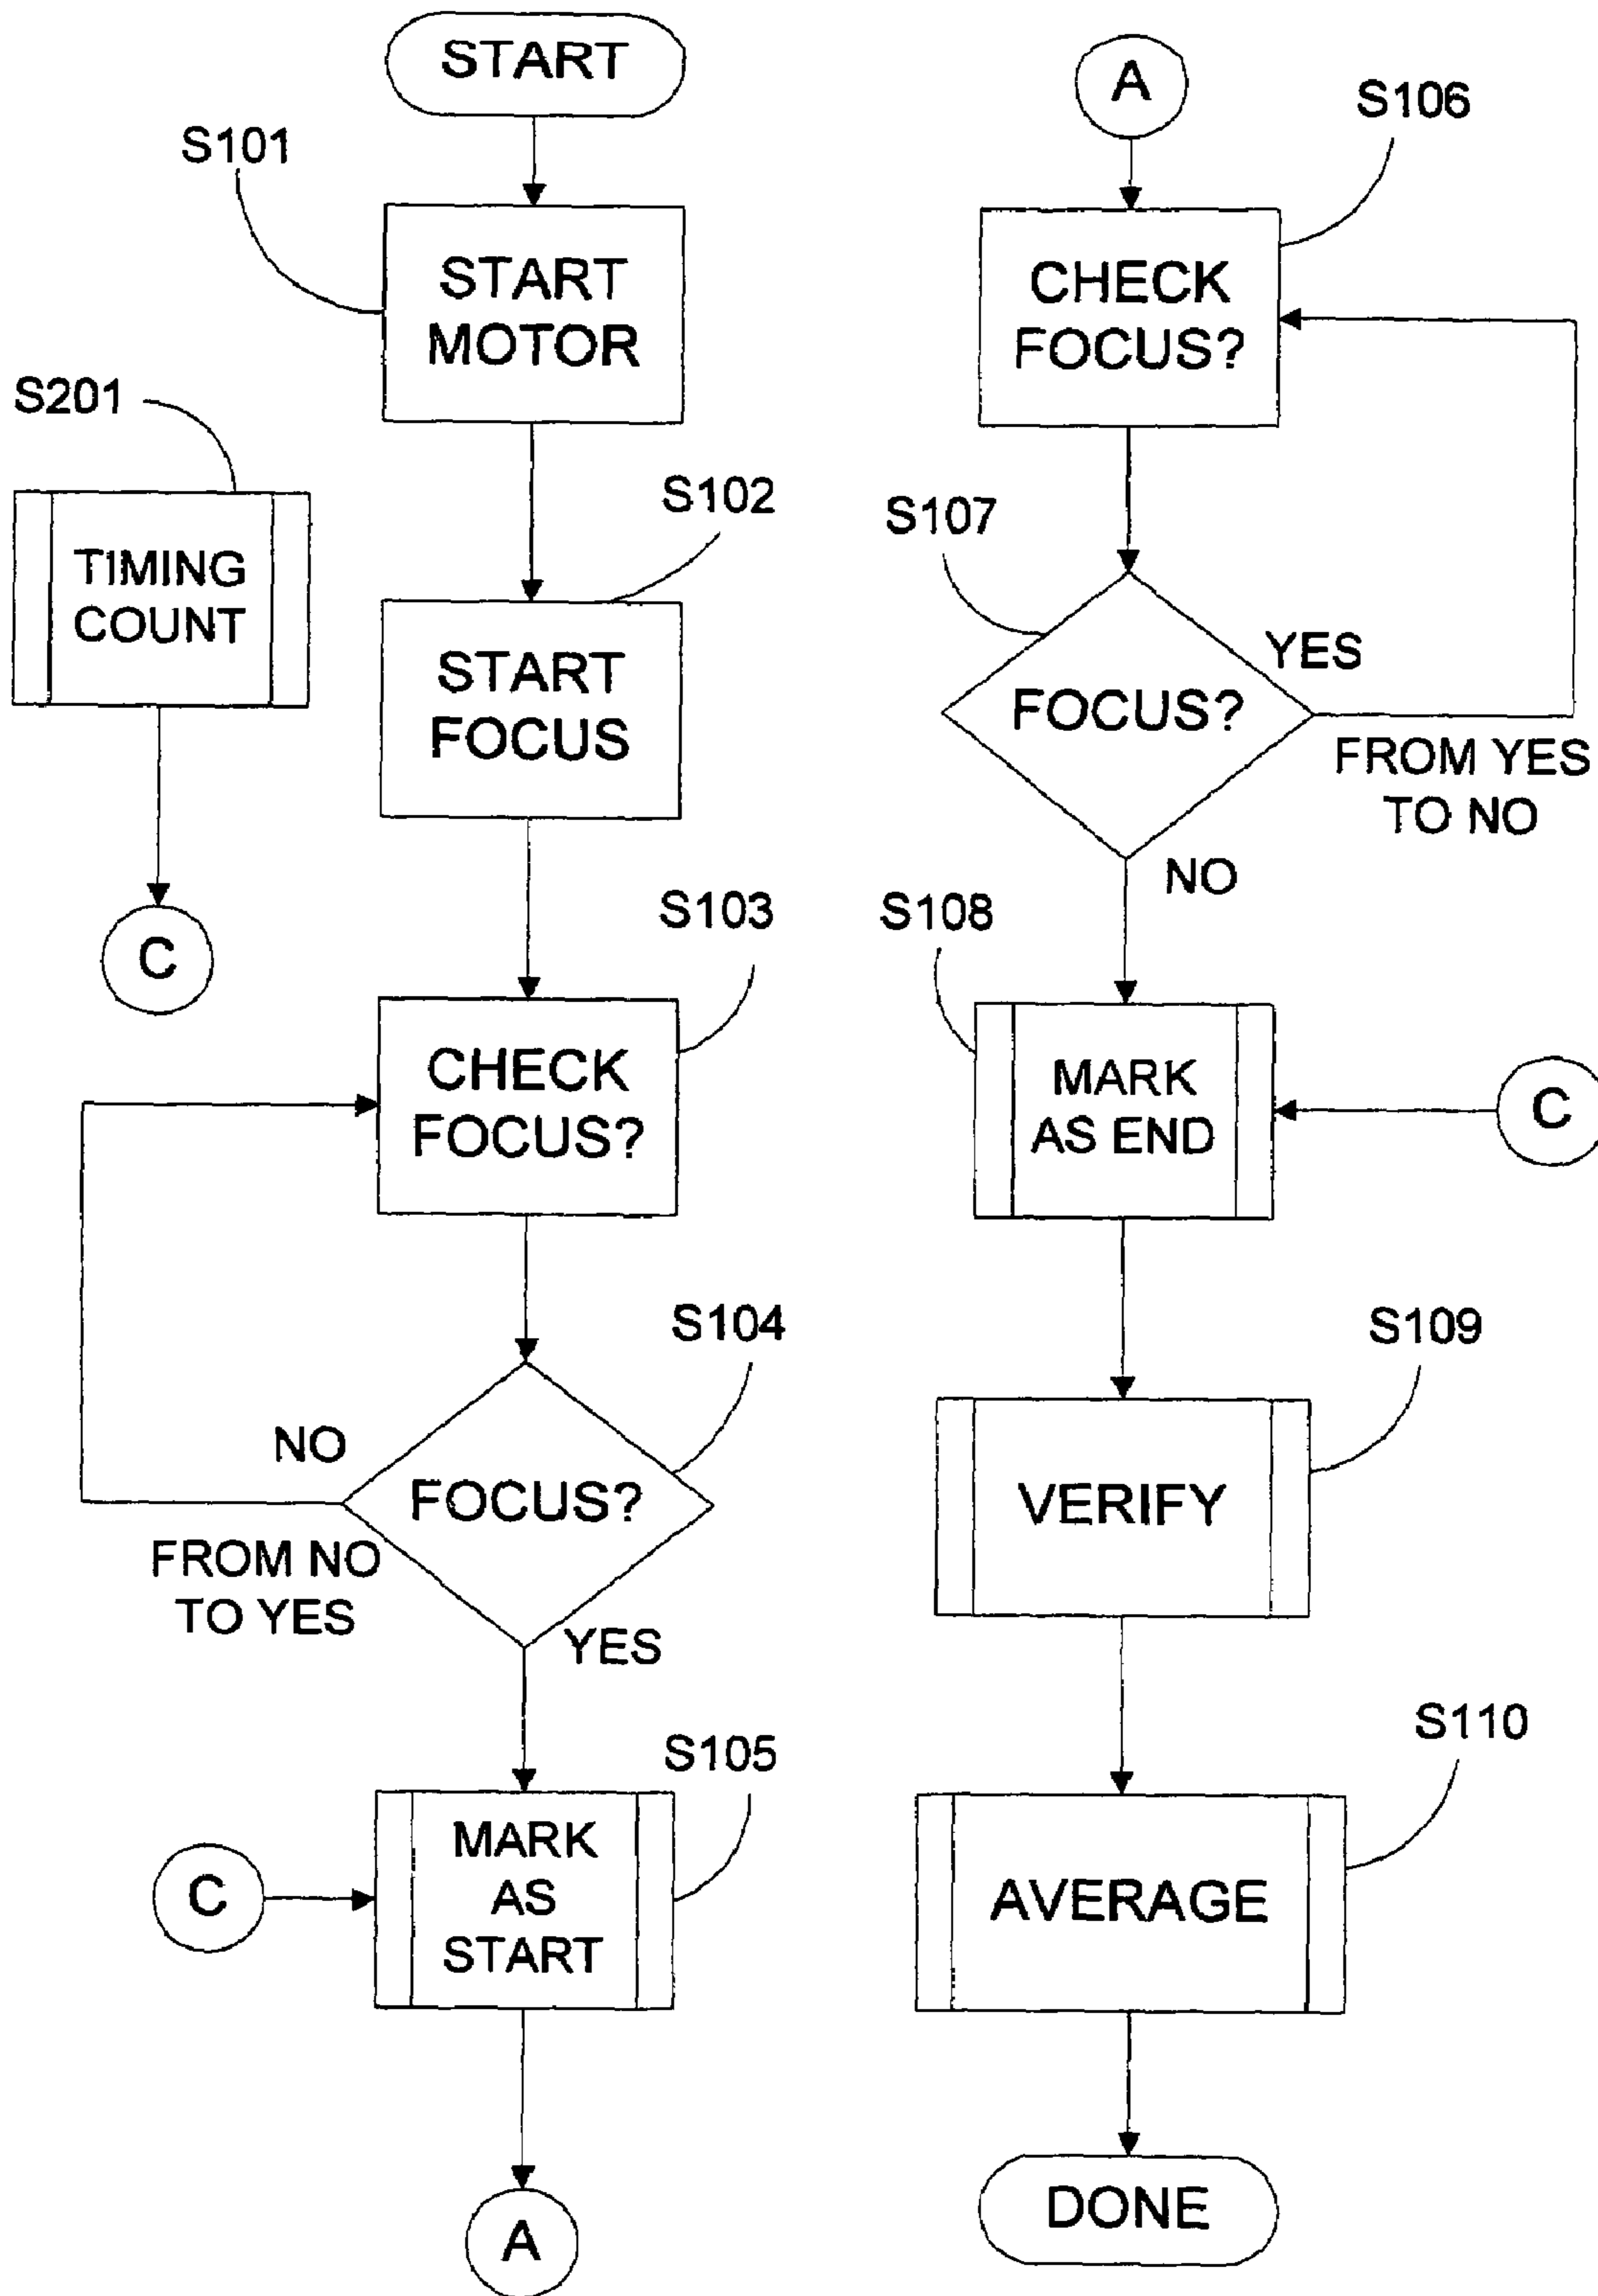 START
S101
START
MOTOR
S201
TIMING
COUNT
C
S102
START
FOCUS
S103
CHECK
FOCUS?
S104
NO
FOCUS?
FROM NO
TO YES
YES
S105
C
MARK
AS
START
A
A
S106
CHECK
FOCUS?
S107
YES
FOCUS?
FROM YES
TO NO
NO
S108
MARK
AS END
C
S109
VERIFY
S110
AVERAGE
DONE